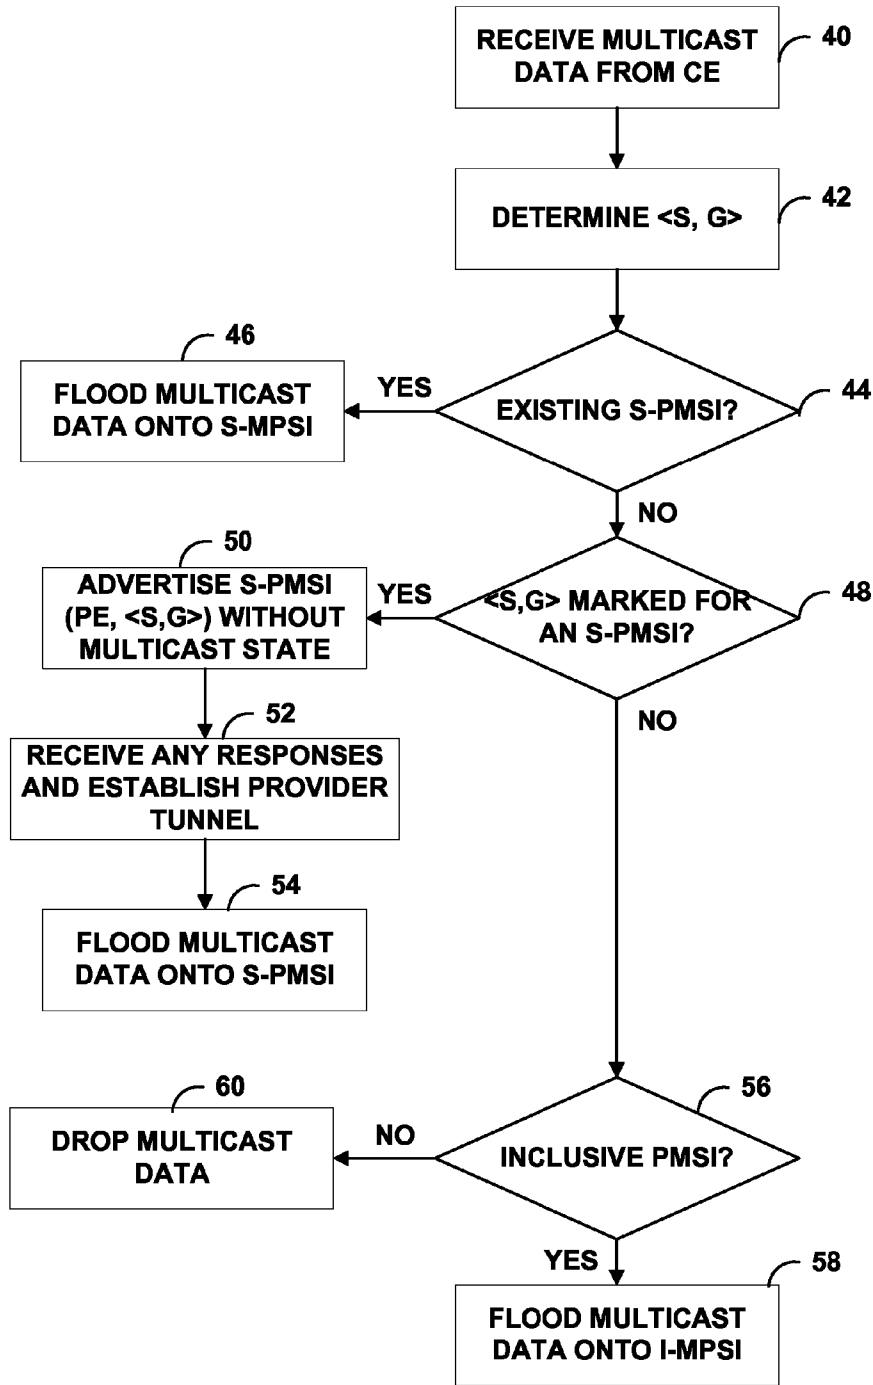 RECEIVE MULTICAST
DATA FROM CE
40
DETERMINE <S, G>
42
EXISTING S-PMSI?
44
YES
46
FLOOD MULTICAST
DATA ONTO S-MPSI
NO
<S,G> MARKED FOR
AN S-PMSI?
48
YES
50
ADVERTISE S-PMSI
(PE, <S,G>) WITHOUT
MULTICAST STATE
52
RECEIVE ANY RESPONSES
AND ESTABLISH PROVIDER
TUNNEL
54
FLOOD MULTICAST
DATA ONTO S-PMSI
NO
56
INCLUSIVE PMSI?
NO
60
DROP MULTICAST
DATA
YES
58
FLOOD MULTICAST
DATA ONTO I-MPSI